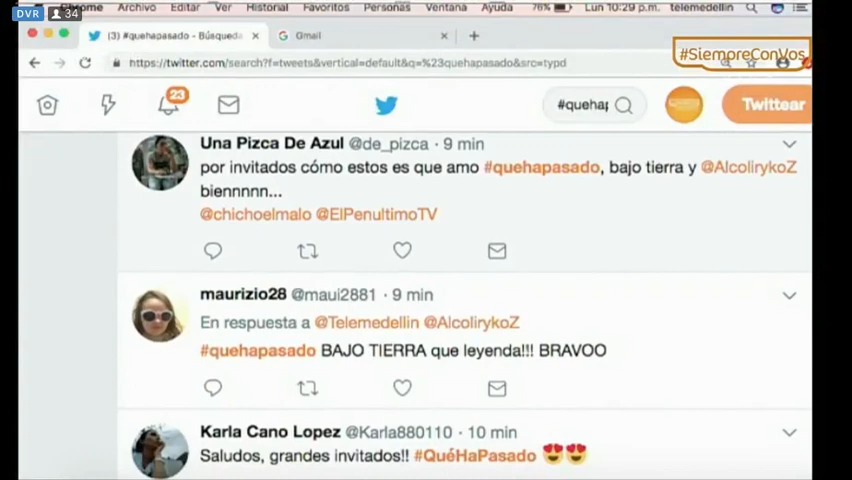 DVR 34
Chrome Archivo Editar Ver Historial Favoritos Personas Ventana Ayuda 76% Lun 10:29 p.m. telemedellin
(3) #quehapasado - Búsqueda × Gmail × +
#SiempreConVos
https://twitter.com/search?f=tweets&vertical=default&q=%23quehapasado&src=typd
23 #quehap Twittear
Una Pizca De Azul @de_pizca · 9 min
por invitados cómo estos es que amo #quehapasado, bajo tierra y @AlcolirykoZ
biennnnn...
@chichoelmalo @ElPenultimoTV
maurizio28 @maui2881 · 9 min
En respuesta a @Telemedellin @AlcolirykoZ
#quehapasado BAJO TIERRA que leyenda!!! BRAVOO
Karla Cano Lopez @Karla880110 · 10 min
Saludos, grandes invitados!! #QuéHaPasado 😍😍